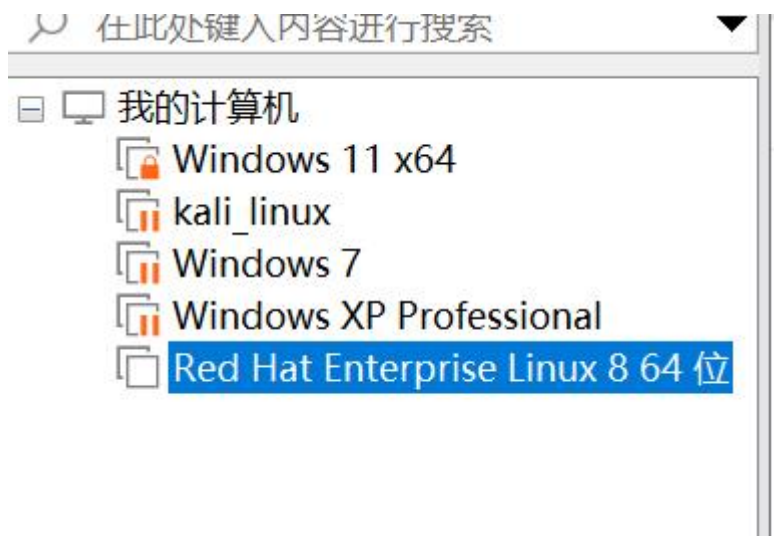 在此处键入内容进行搜索
我的计算机
Windows 11 x64
kali_linux
Windows 7
Windows XP Professional
Red Hat Enterprise Linux 8 64 位